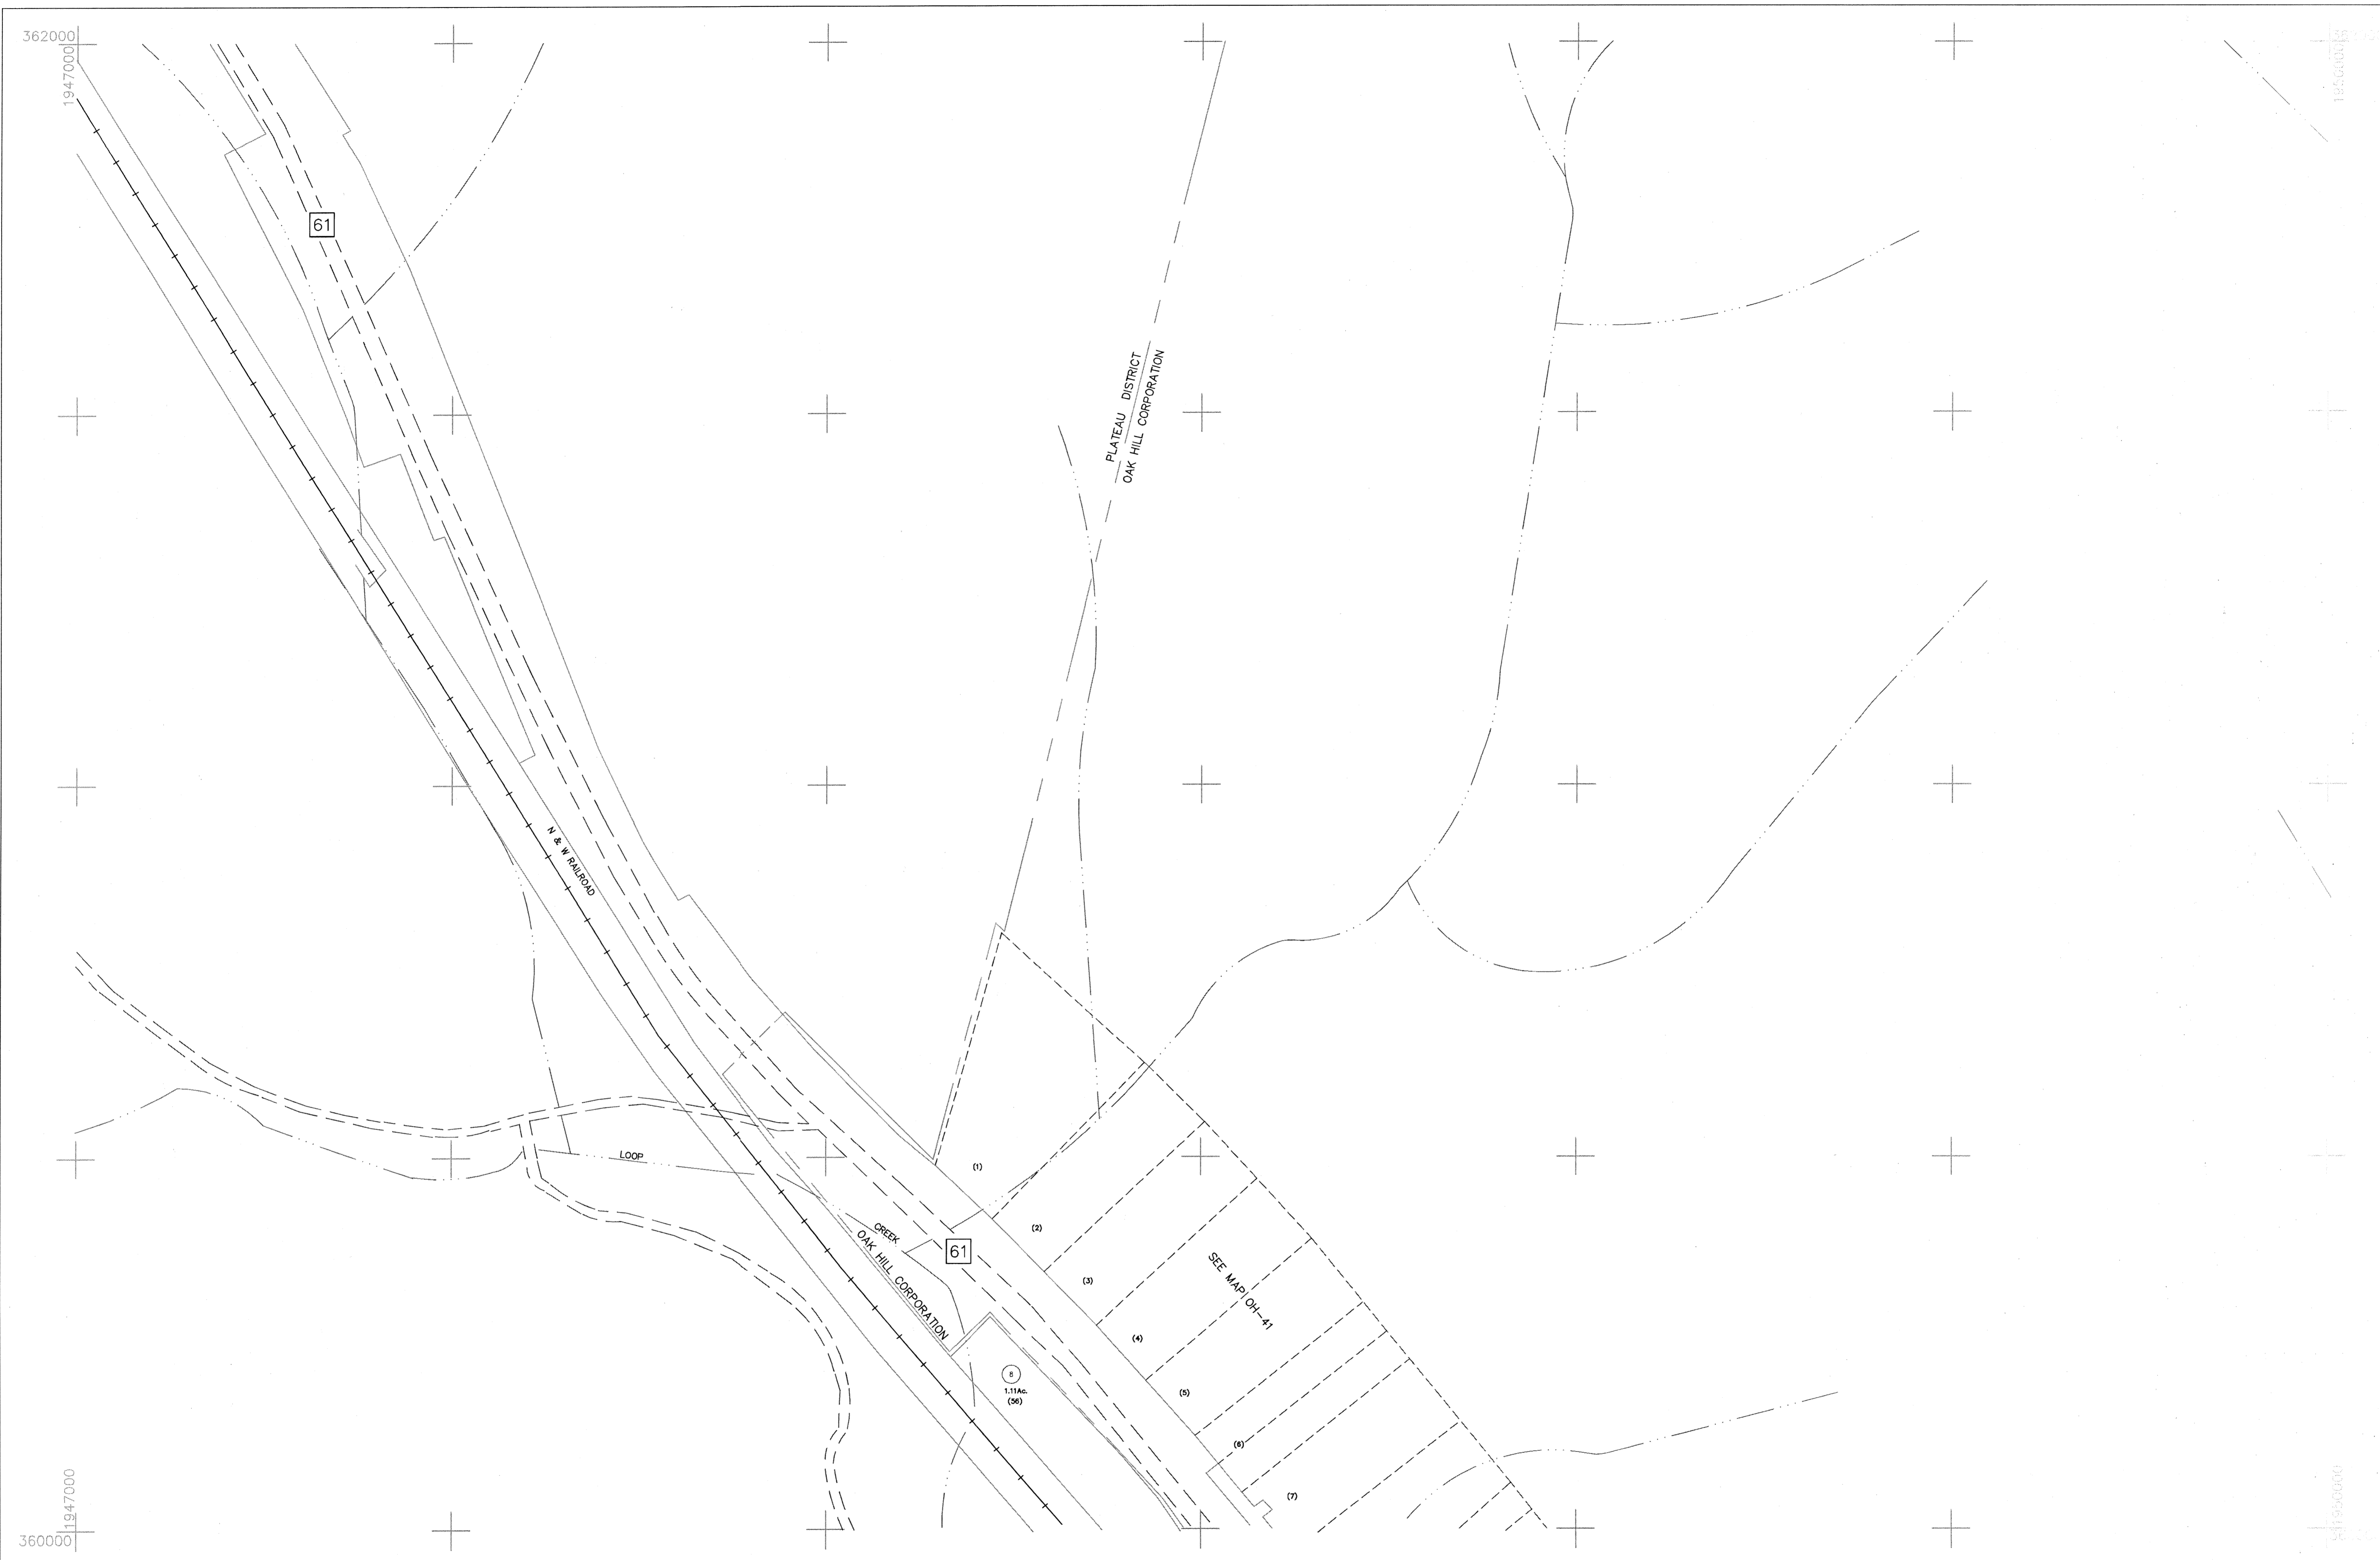 362000
1947000
61
PLATEAU DISTRICT
OAK HILL CORPORATION
N & W RAILROAD
LOOP
(1)
CREEK
61
OAK HILL CORPORATION
(2)
(3)
SEE MAP OH-41
(4)
8
1.11Ac.
(56)
(5)
(6)
(7)
1947000
360000